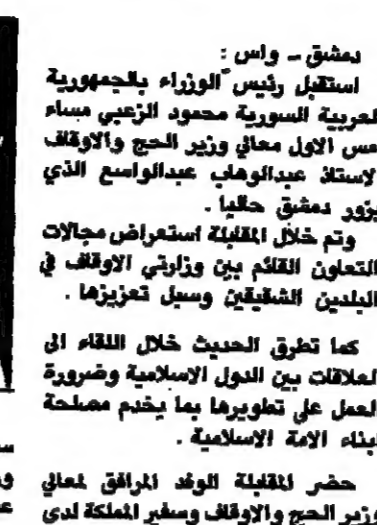 دمشق ــ واس :
استقبل رئيس الوزراء بالجمهورية
العربية السورية محمود الزعبي مساء
امس الاول معالي وزير الحج والاوقاف
الاستاذ عبدالوهاب عبدالواسع الذي
يزور دمشق حاليا .
وتم خلال المقابلة استعراض مجالات
التعاون القائم بين وزارتي الاوقاف في
البلدين الشقيقين وسبل تعزيزها .
كما تطرق الحديث خلال اللقاء الى
العلاقات بين الدول الاسلامية وضرورة
العمل على تطويرها بما يخدم مصلحة
ابناء الامة الاسلامية .
حضر المقابلة الوفد المرافق لمعالي
وزير الحج والاوقاف وسفير المملكة لدى